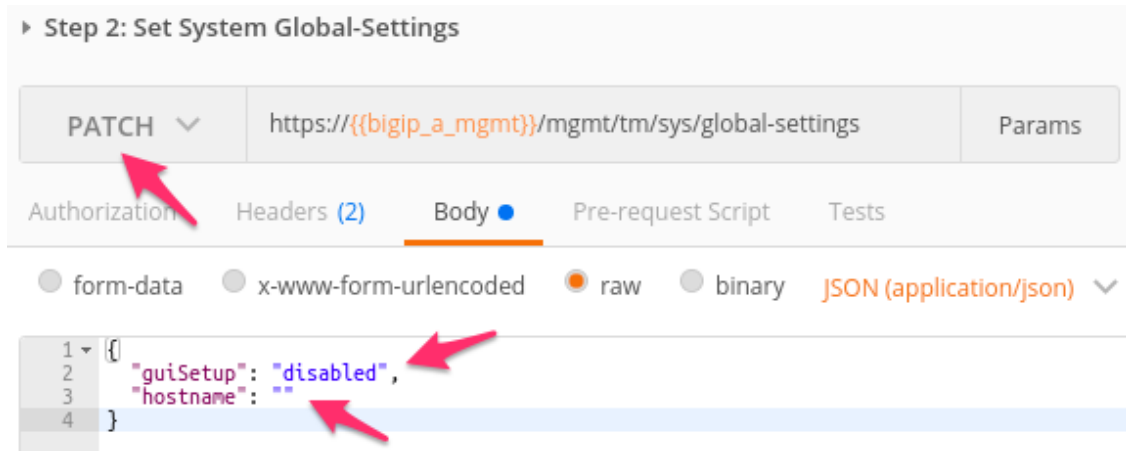 Step 2: Set System Global-Settings
PATCH https://{{bigip_a_mgmt}}/mgmt/tm/sys/global-settings Params
Authorization Headers (2) Body Pre-request Script Tests
form-data x-www-form-urlencoded raw binary JSON (application/json)
1 {
2 "guiSetup": "disabled",
3 "hostname": ""
4 }